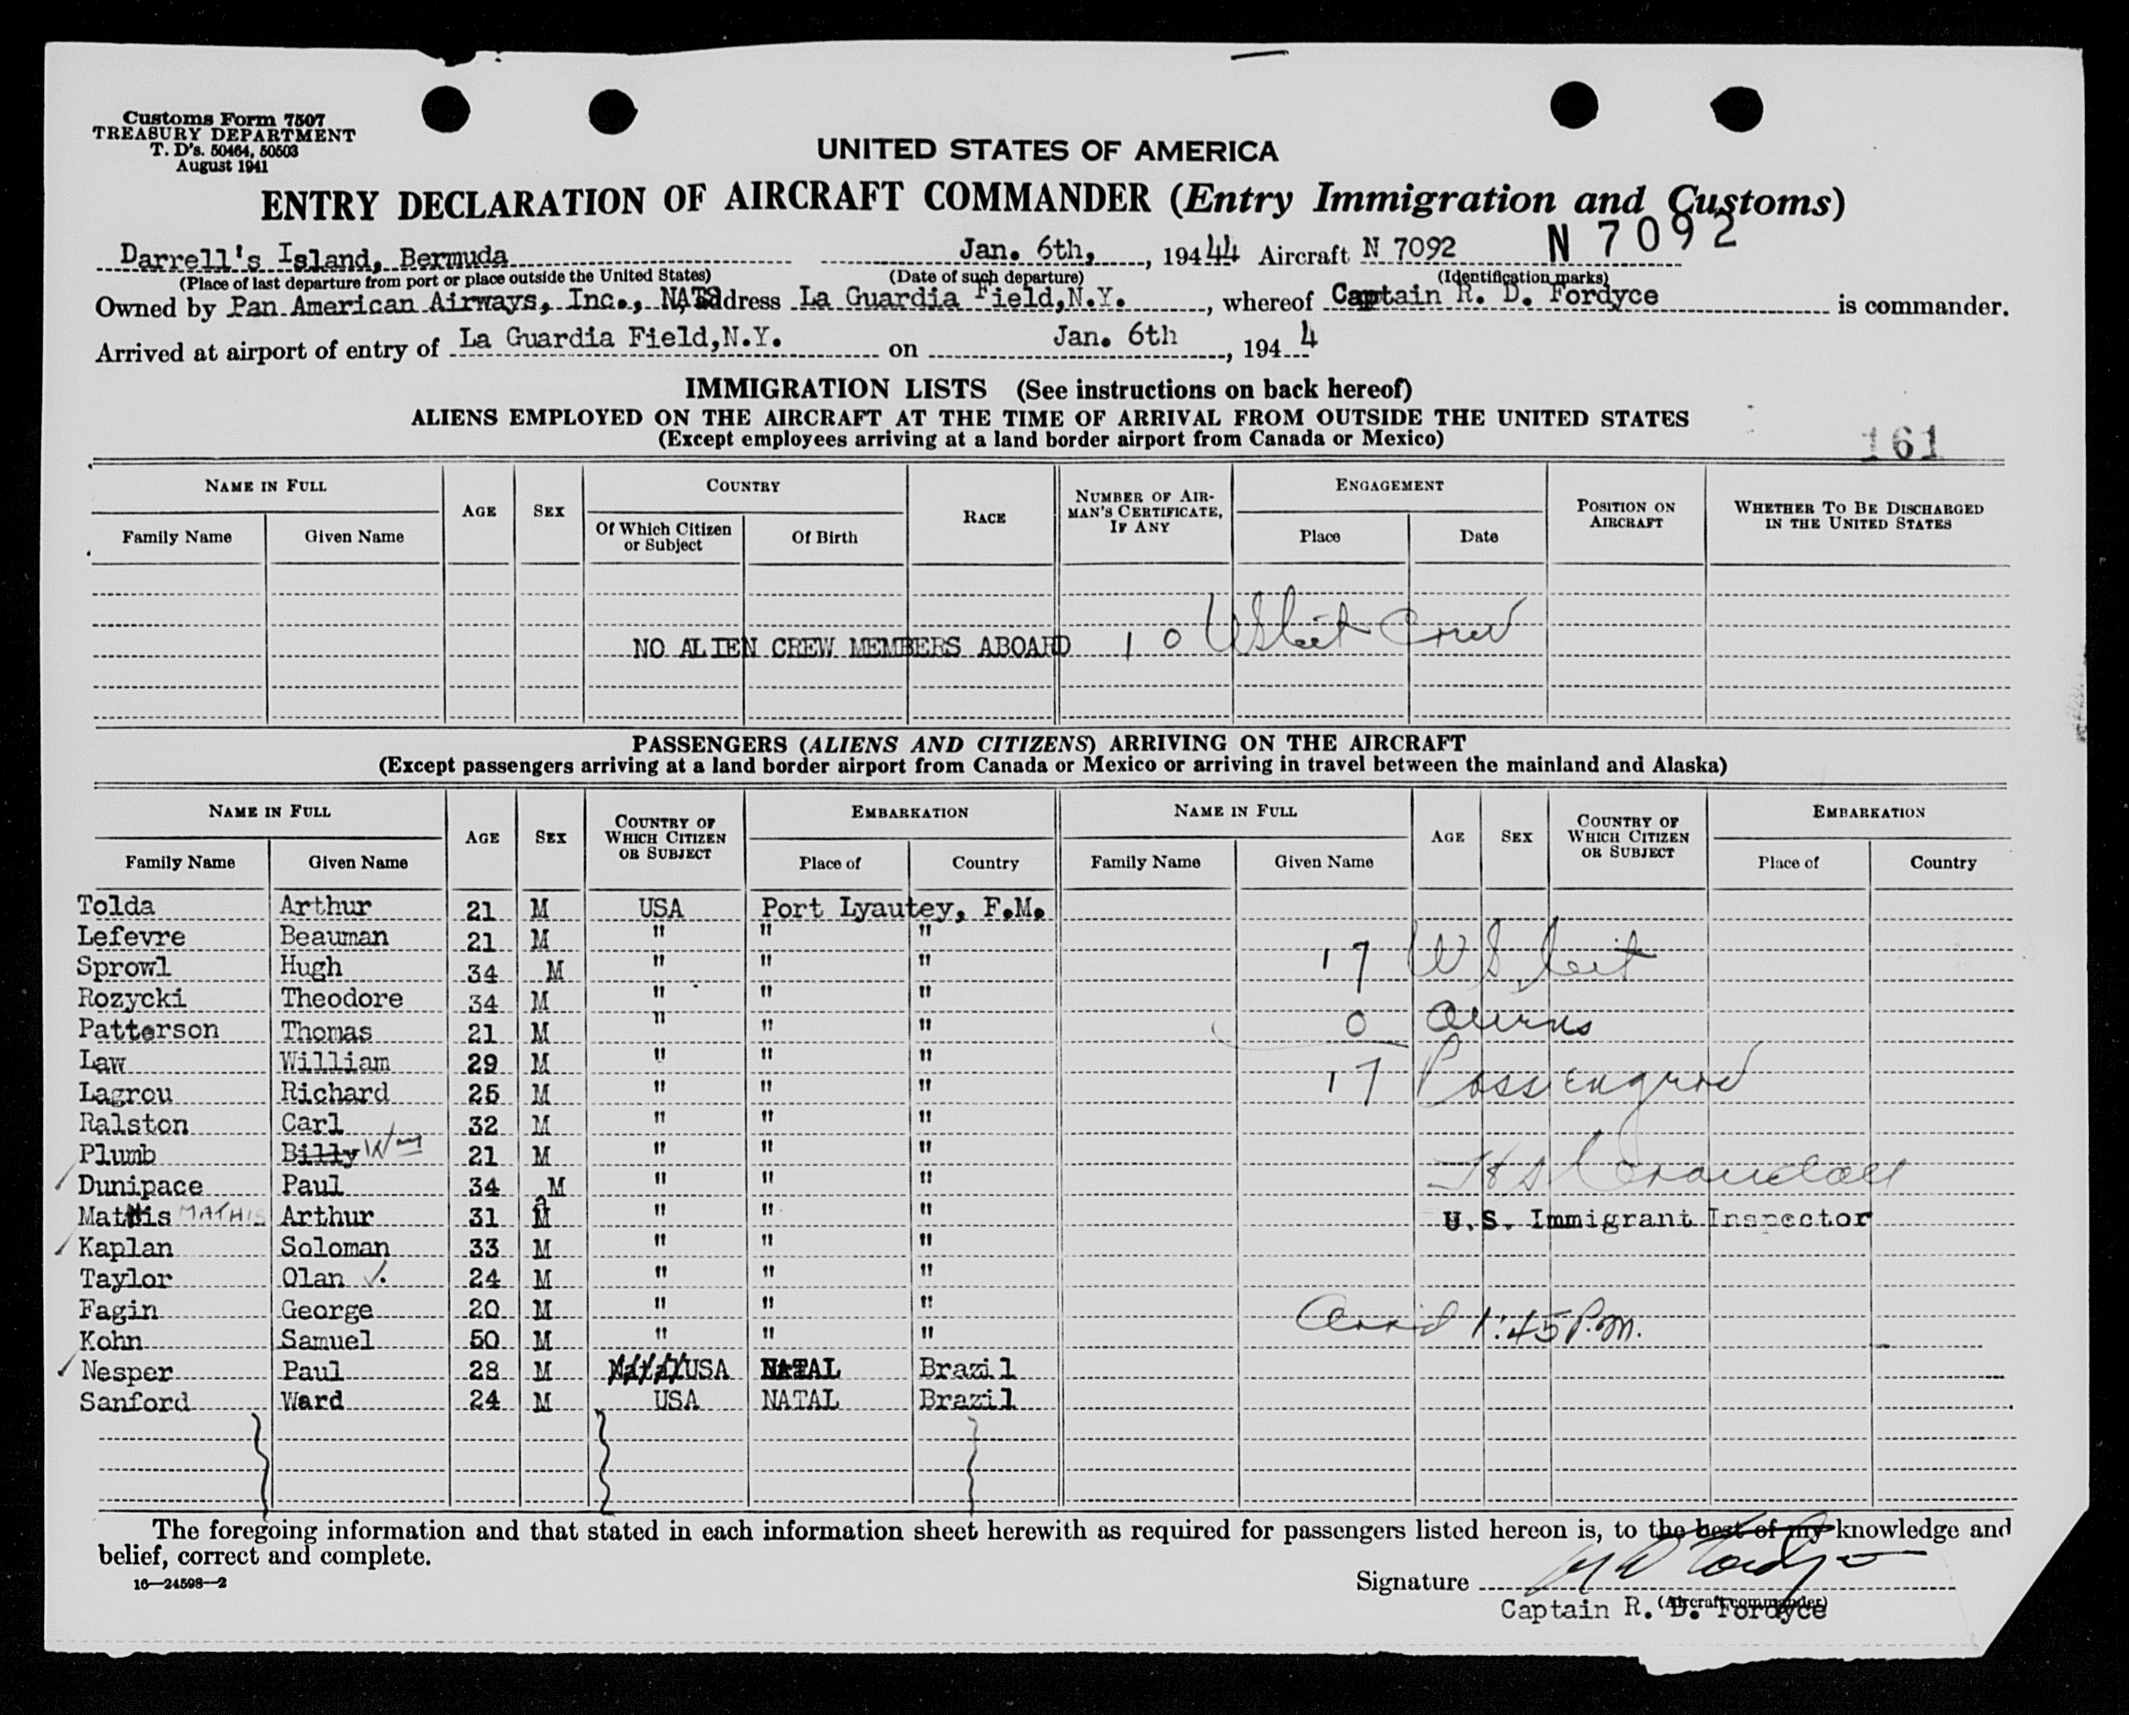 Customs Form 7507
TREASURY DEPARTMENT
T. D's. 50464, 50503
August 1941
UNITED STATES OF AMERICA
ENTRY DECLARATION OF AIRCRAFT COMMANDER (Entry Immigration and Customs)
Darrell's Island, Bermuda Jan. 6th, , 19444 Aircraft N 7092 N 7092
(Place of last departure from port or place outside the United States) (Date of such departure) (Identification marks)
Owned by Pan American Airways, Inc., NATS address La Guardia Field,N.Y. , whereof Captain R. D. Fordyce is commander.
Arrived at airport of entry of La Guardia Field,N.Y. on Jan. 6th , 194 4
IMMIGRATION LISTS (See instructions on back hereof)
ALIENS EMPLOYED ON THE AIRCRAFT AT THE TIME OF ARRIVAL FROM OUTSIDE THE UNITED STATES
(Except employees arriving at a land border airport from Canada or Mexico)
161
NAME IN FULL AGE SEX COUNTRY RACE NUMBER OF AIRMAN'S CERTIFICATE, IF ANY ENGAGEMENT POSITION ON AIRCRAFT WHETHER TO BE DISCHARGED IN THE UNITED STATES
Family Name Given Name Of Which Citizen or Subject Of Birth Place Date
NO ALIEN CREW MEMBERS ABOARD 10 US Cit Crew
PASSENGERS (ALIENS AND CITIZENS) ARRIVING ON THE AIRCRAFT
(Except passengers arriving at a land border airport from Canada or Mexico or arriving in travel between the mainland and Alaska)
NAME IN FULL AGE SEX COUNTRY OF WHICH CITIZEN OR SUBJECT EMBARKATION NAME IN FULL AGE SEX COUNTRY OF WHICH CITIZEN OR SUBJECT EMBARKATION
Family Name Given Name Place of Country Family Name Given Name Place of Country
Tolda Arthur 21 M USA Port Lyautey, F.M.
Lefevre Beauman 21 M " " "
Sprowl Hugh 34 M " " " 17 US Cit
Rozycki Theodore 34 M " " "
Patterson Thomas 21 M " " " 0 Aliens
Law William 29 M " " "
Lagrou Richard 25 M " " " 17 Passengers
Ralston Carl 32 M " " "
Plumb Billy Wm 21 M " " "
Dunipace Paul 34 M " " " Crandall
Mathis MATHIS Arthur 31 M " " " U.S. Immigrant Inspector
Kaplan Soloman 33 M " " "
Taylor Olan J. 24 M " " "
Fagin George 20 M " " " Arrvd 1:45 P.m.
Kohn Samuel 50 M " " "
Nesper Paul 28 M Natal USA NATAL Brazil
Sanford Ward 24 M USA NATAL Brazil
The foregoing information and that stated in each information sheet herewith as required for passengers listed hereon is, to the best of my knowledge and
belief, correct and complete.
16—24598—2
Signature R D Fordyce
(Aircraft commander)
Captain R. D. Fordyce